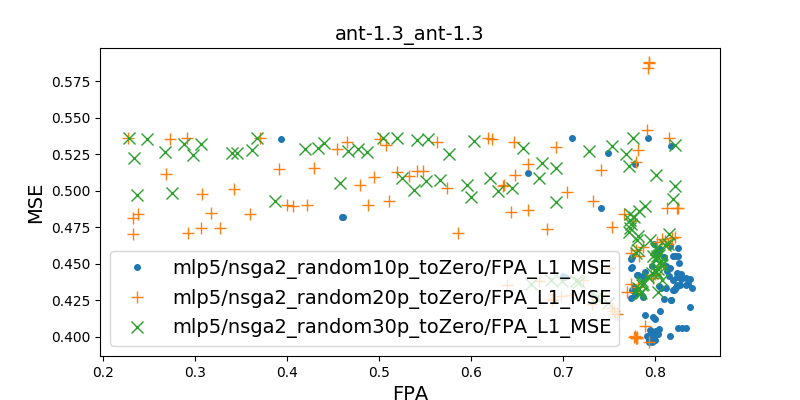 ant-1.3_ant-1.3
MSE
0.575
0.550
0.525
0.500
0.475
0.450
0.425
0.400
mlp5/nsga2_random10p_toZero/FPA_L1_MSE
mlp5/nsga2_random20p_toZero/FPA_L1_MSE
mlp5/nsga2_random30p_toZero/FPA_L1_MSE
0.2 0.3 0.4 0.5 0.6 0.7 0.8
FPA